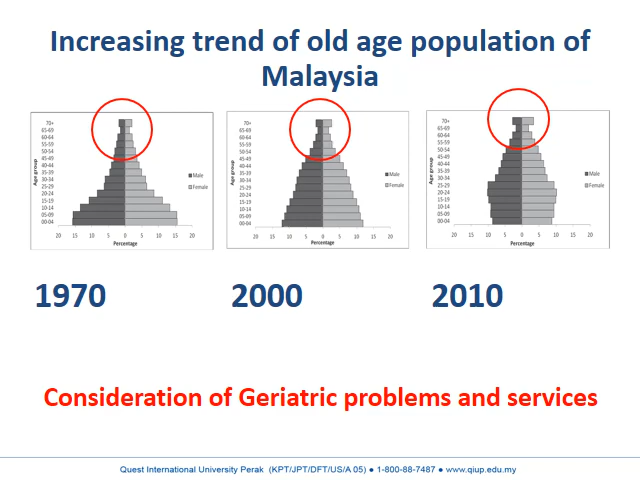 Increasing trend of old age population of
Malaysia
Age group
70+
65-69
60-64
55-59
50-54
45-49
40-44
35-39
30-34
25-29
20-24
15-19
10-14
05-09
00-04
Male
Female
20 15 10 5 0 5 10 15 20
Percentage
Age group
70+
65-69
60-64
55-59
50-54
45-49
40-44
35-39
30-34
25-29
20-24
15-19
10-14
05-09
00-04
Male
Female
20 15 10 5 0 5 10 15 20
Percentage
Age group
70+
65-69
60-64
55-59
50-54
45-49
40-44
35-39
30-34
25-29
20-24
15-19
10-14
05-09
00-04
Male
Female
20 15 10 5 0 5 10 15 20
Percentage
1970 2000 2010
Consideration of Geriatric problems and services
Quest International University Perak (KPT/JPT/DFT/US/A 05) ● 1-800-88-7487 ● www.qiup.edu.my